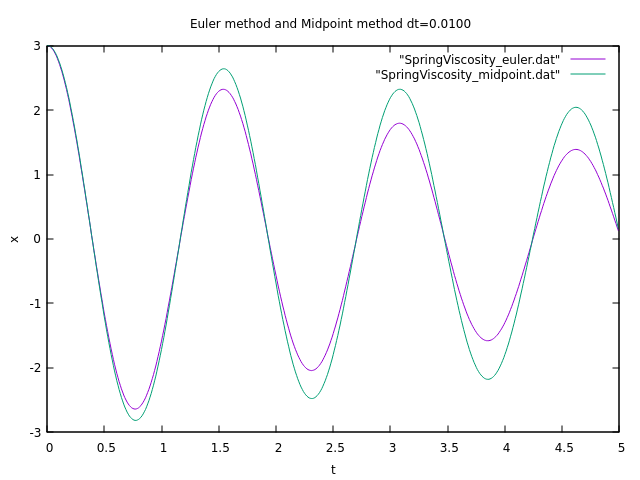 Euler method and Midpoint method dt=0.0100
"SpringViscosity_euler.dat"
"SpringViscosity_midpoint.dat"
3
2
1
0
-1
-2
-3
x
0 0.5 1 1.5 2 2.5 3 3.5 4 4.5 5
t